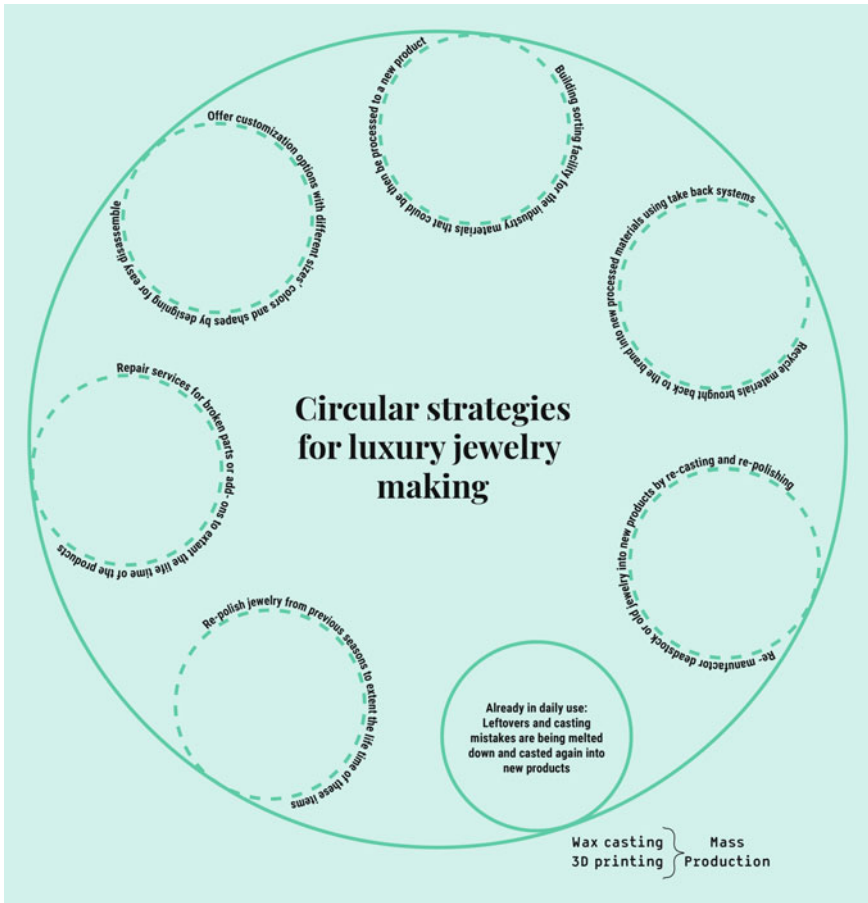 Circular strategies
for luxury jewelry
making
Building sorting facility for the industry materials that could be then be processed to a new product
Recycle materials brought back to the brand into new processed materials using take back systems
Re- manufactor deadstock or old jewelry into new products by re-casting and re-polishing
Already in daily use:
Leftovers and casting
mistakes are being melted
down and casted again into
new products
Wax casting
3D printing
Mass
Production
Re-polish jewelry from previous seasons to extent the life time of these items
Repair services for broken parts or add- ons to extant the life time of the products
Offer customization options with different sizes' colors and shapes by designing for easy disassemble